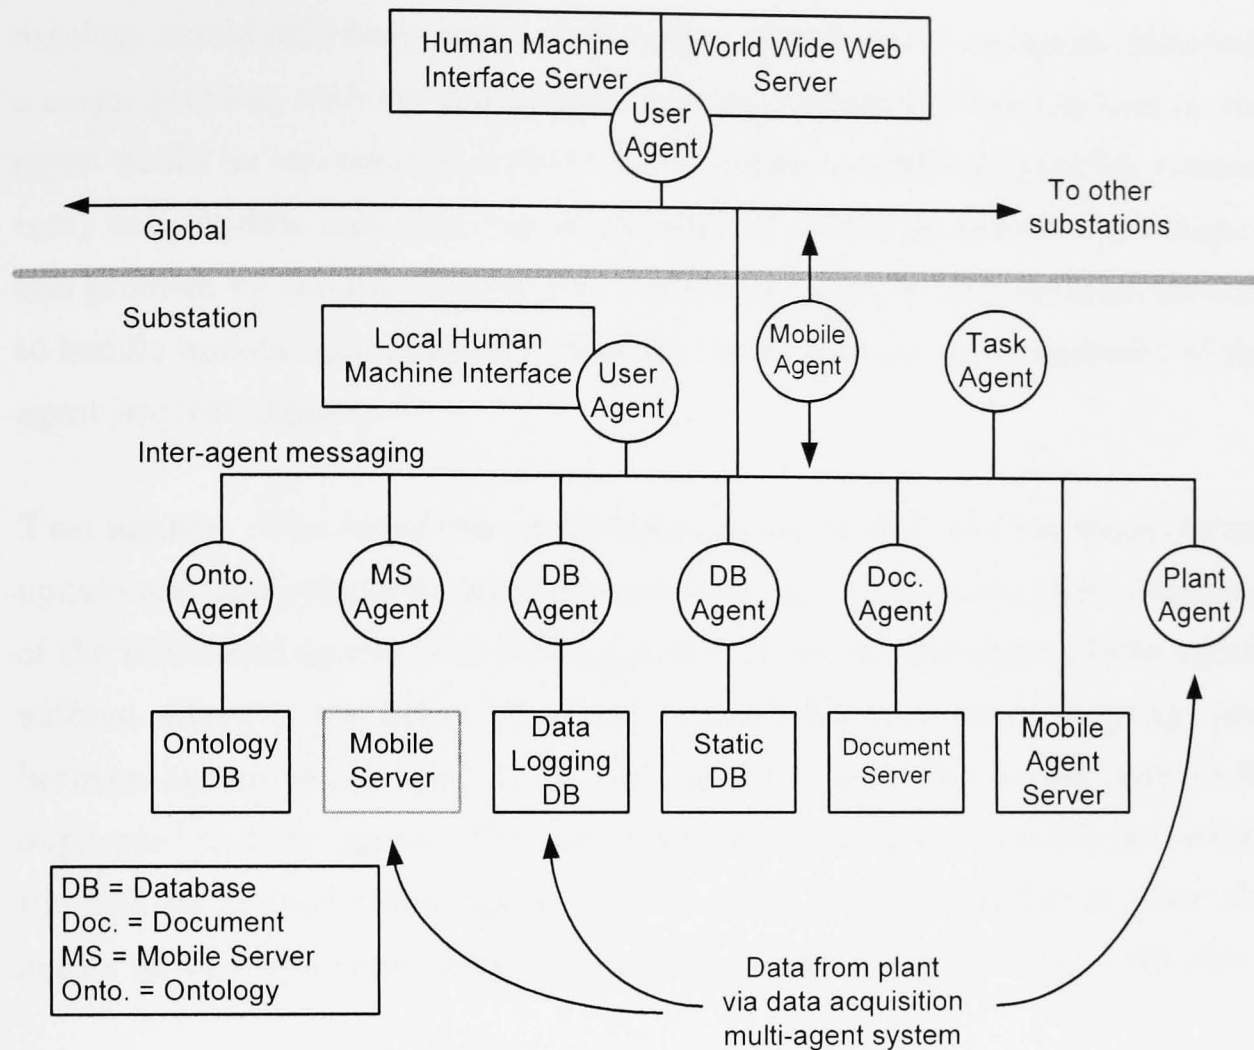 Human Machine
Interface Server
World Wide Web
Server
User
Agent
To other
substations
Global
Substation
Local Human
Machine Interface
User
Agent
Mobile
Agent
Task
Agent
Inter-agent messaging
Onto.
Agent
MS
Agent
DB
Agent
DB
Agent
Doc.
Agent
Plant
Agent
Ontology
DB
Mobile
Server
Data
Logging
DB
Static
DB
Document
Server
Mobile
Agent
Server
DB = Database
Doc. = Document
MS = Mobile Server
Onto. = Ontology
Data from plant
via data acquisition
multi-agent system